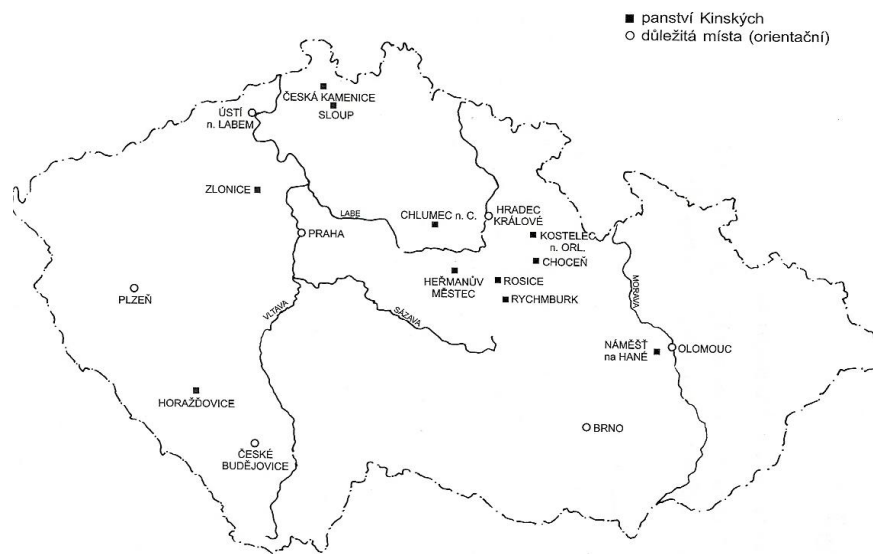 panství Kinských
důležitá místa (orientační)
ČESKÁ KAMENICE
SLOUP
ÚSTÍ
n. LABEM
ZLONICE
LABE
CHLUMEC n. C.
HRADEC
KRÁLOVÉ
PRAHA
KOSTELEC
n. ORL.
CHOCEŇ
HEŘMANŮV
MĚSTEC
ROSICE
RYCHMBURK
PLZEŇ
VLTAVA
SÁZAVA
MORAVA
NÁMĚŠŤ
na HANÉ
OLOMOUC
HORAŽĎOVICE
BRNO
ČESKÉ
BUDĚJOVICE